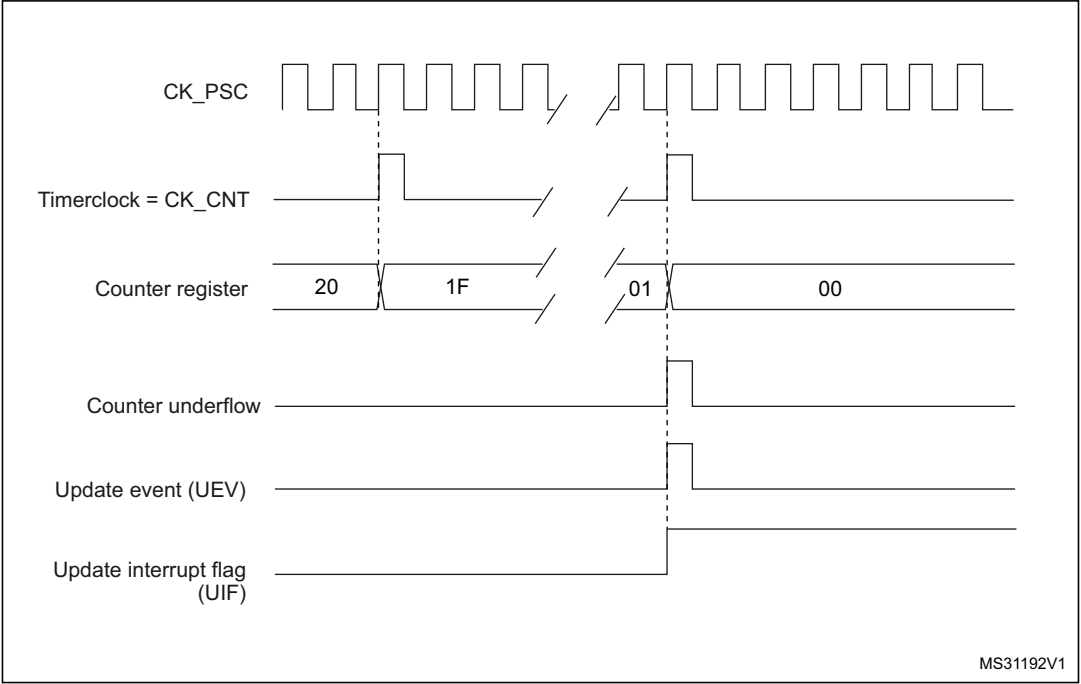 CK_PSC
Timerclock = CK_CNT
Counter register
20
1F
01
00
Counter underflow
Update event (UEV)
Update interrupt flag
(UIF)
MS31192V1